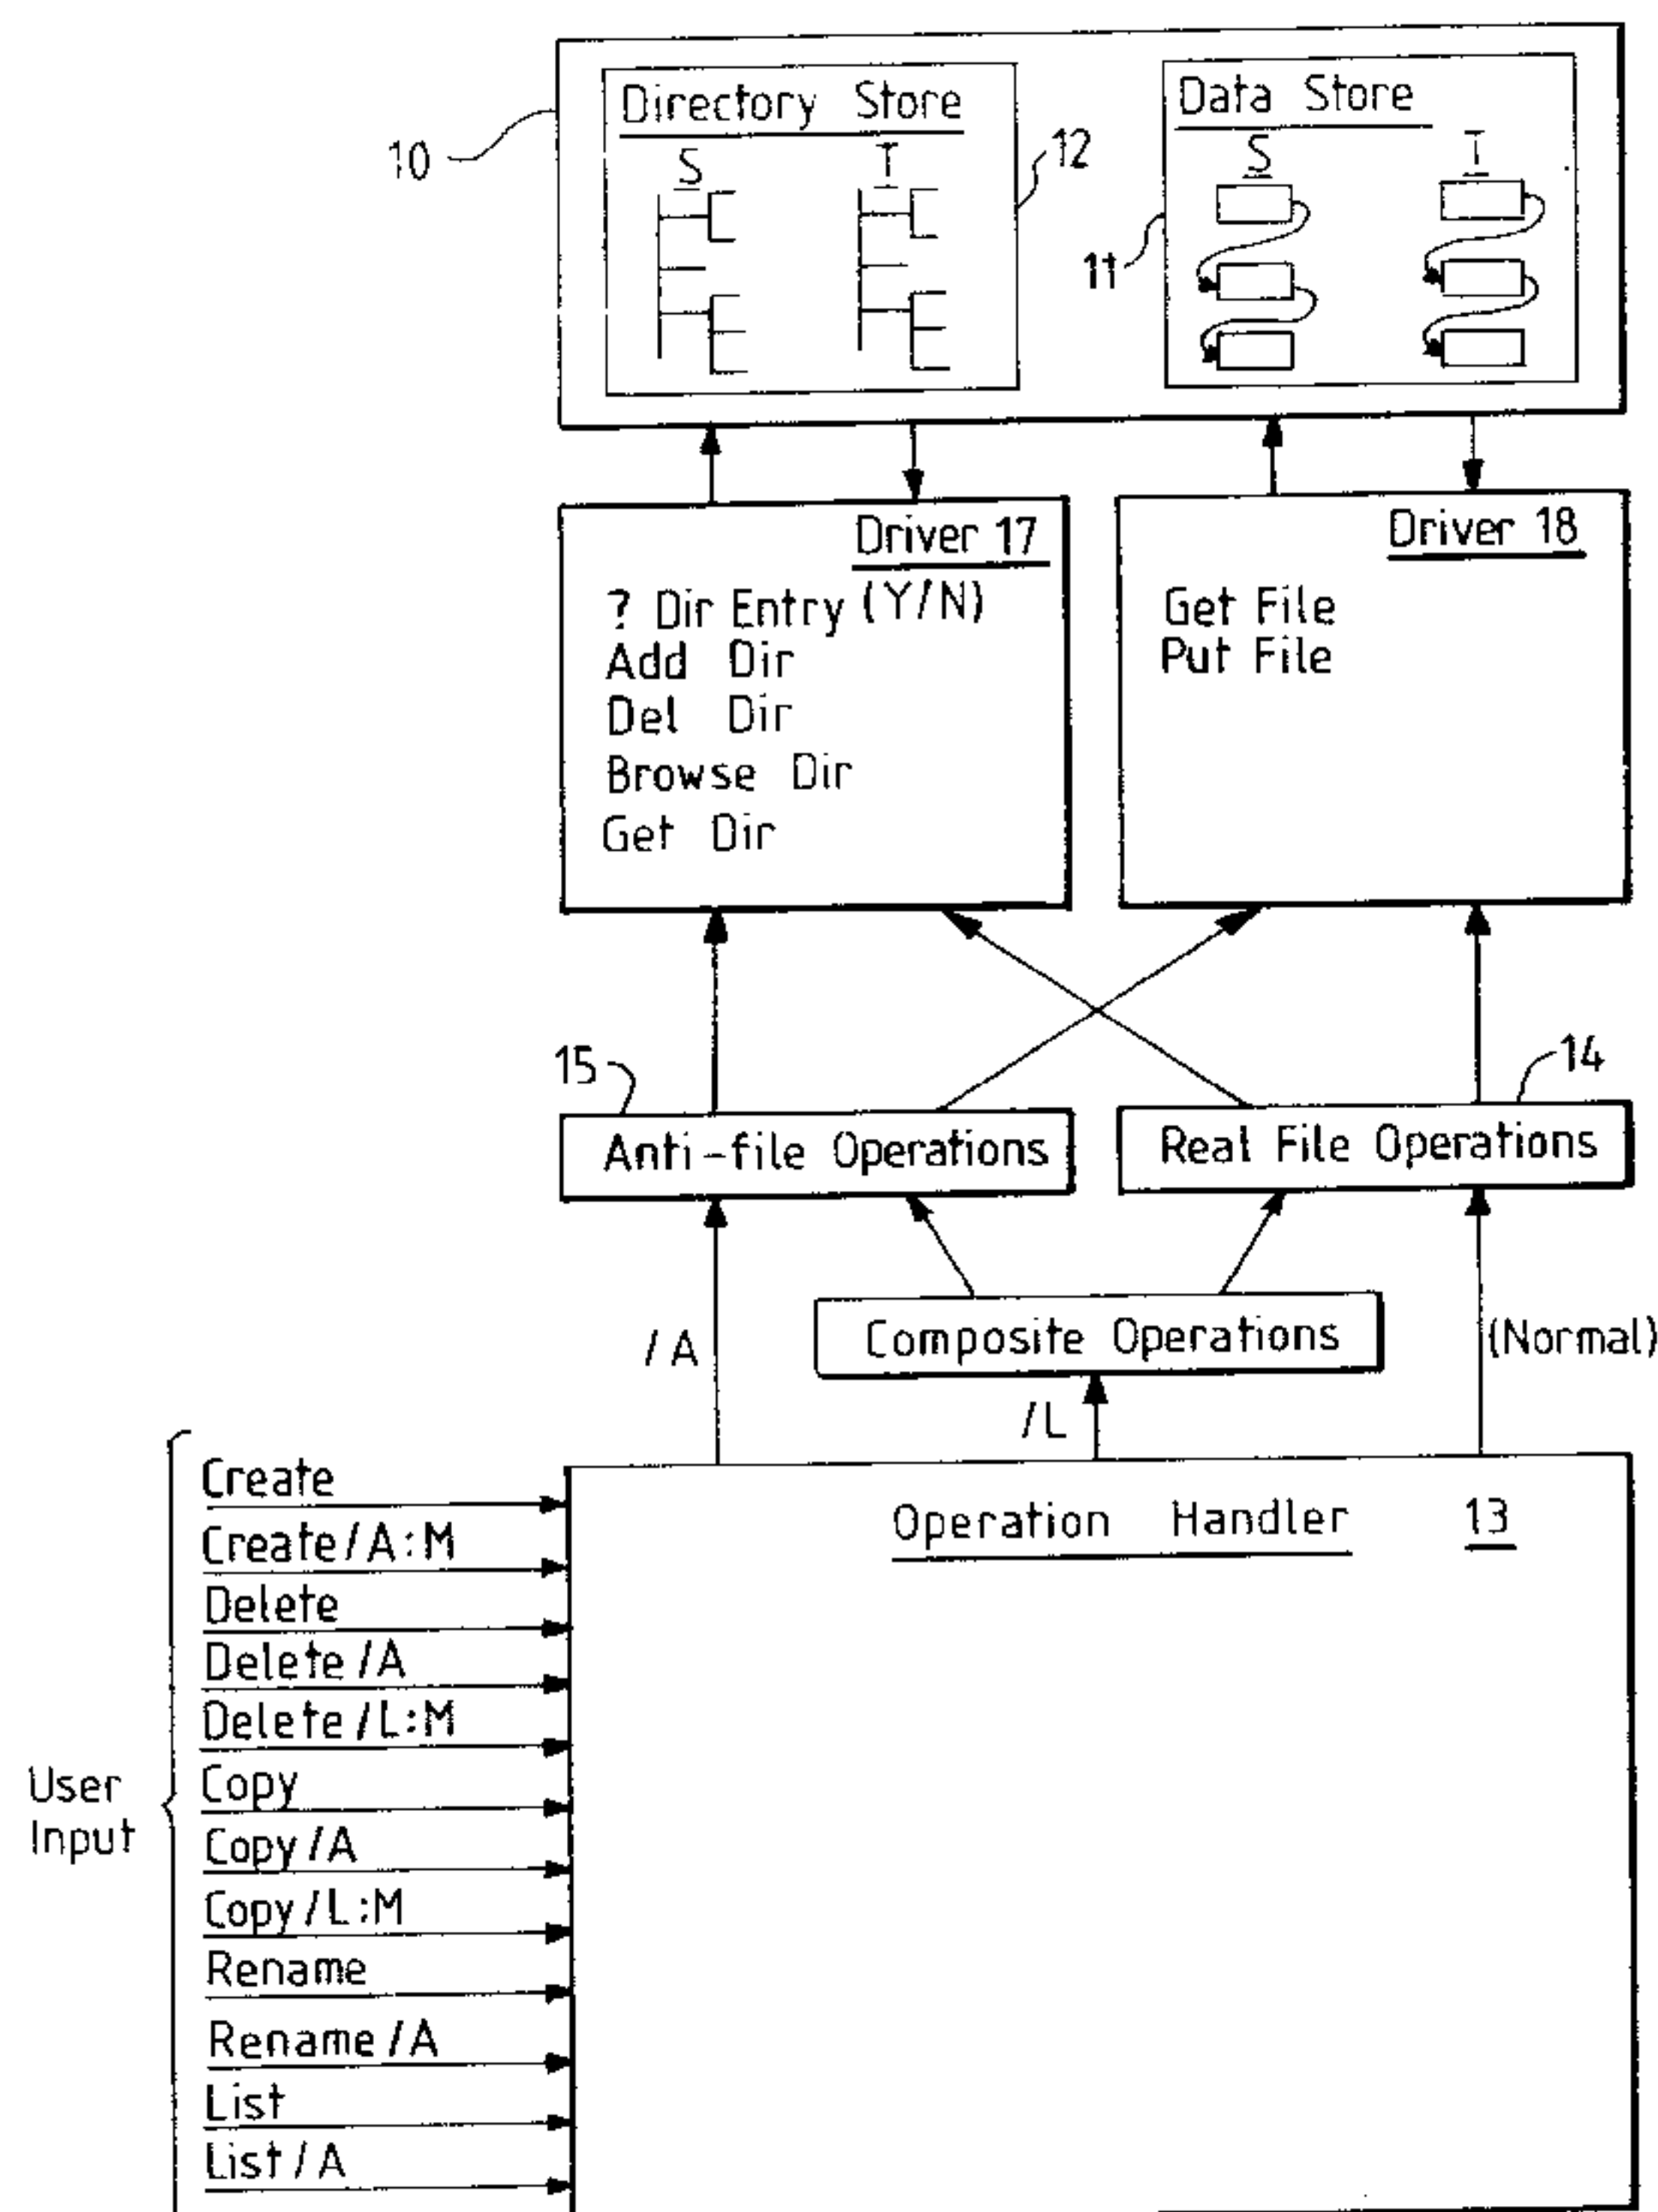 Directory Store
Data Store
10
S
T
12
S
T
11
Driver 17
? Dir Entry (Y/N)
Add Dir
Del Dir
Browse Dir
Get Dir
Driver 18
Get File
Put File
15
14
Anti-file Operations
Real File Operations
/A
Composite Operations
(Normal)
/L
Operation Handler 13
User
Input
Create
Create/A:M
Delete
Delete/A
Delete/L:M
Copy
Copy/A
Copy/L:M
Rename
Rename/A
List
List/A